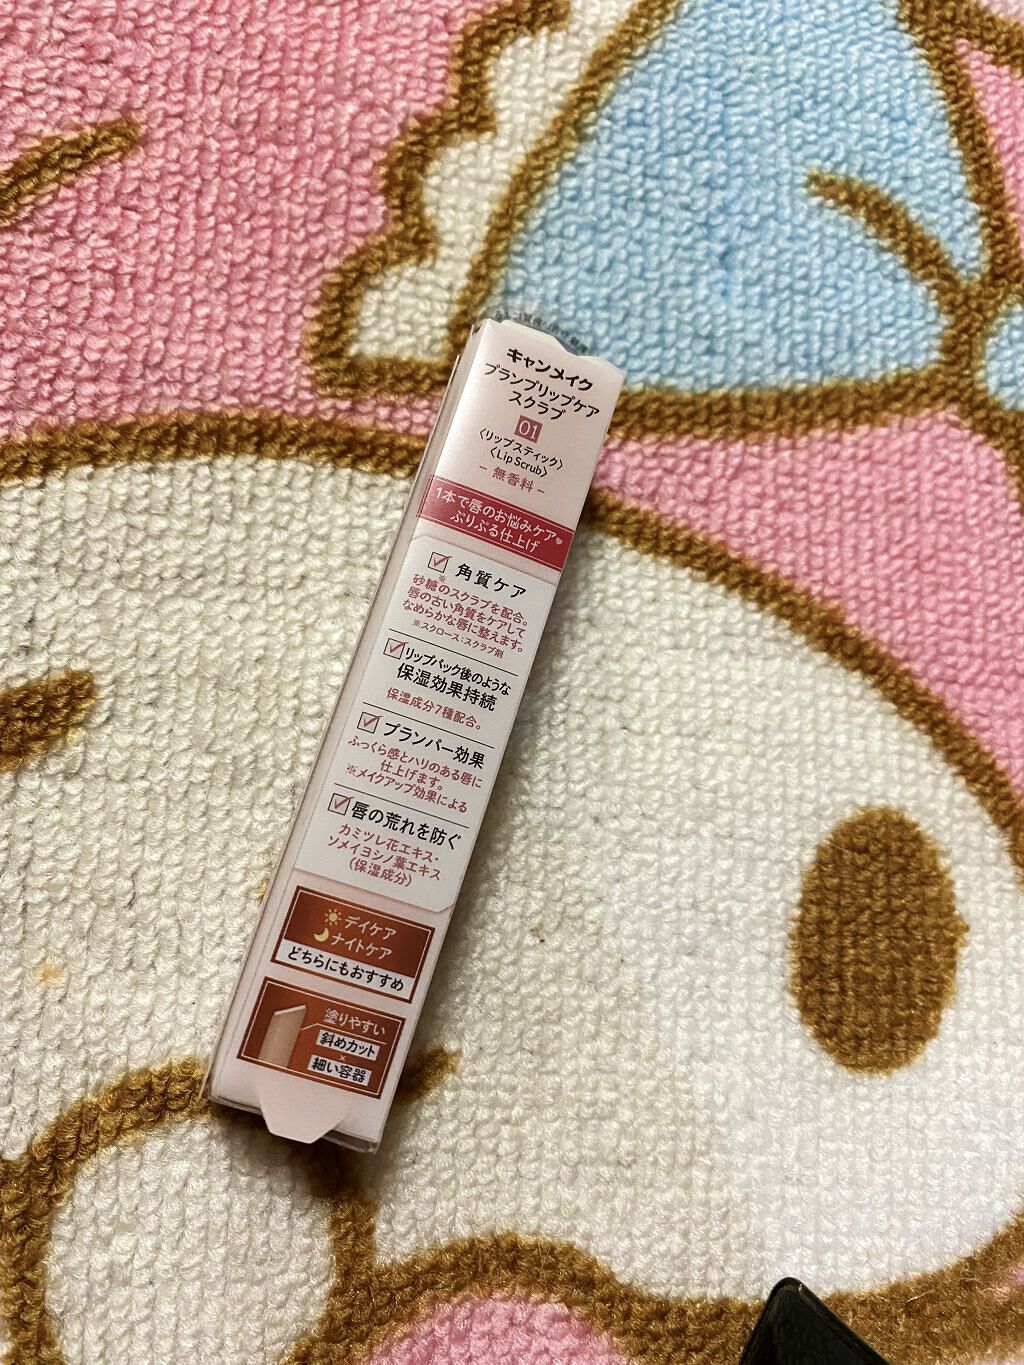 キャンメイク
プランプリップケア
スクラブ
01
〈リップスティック〉
〈Lip Scrub〉
- 無香料 -
1本で唇のお悩みケア♥
ぷりぷる仕上げ
角質ケア
※
砂糖のスクラブを配合。
唇の古い角質をケアして
なめらかな唇に整えます。
※スクロース：スクラブ剤
リップパック後のような
保湿効果持続
保湿成分7種配合。
プランパー効果
ふっくら感とハリのある唇に
仕上げます。
※メイクアップ効果による
唇の荒れを防ぐ
カミツレ花エキス・
ソメイヨシノ葉エキス
(保湿成分)
デイケア
ナイトケア
どちらにもおすすめ
塗りやすい
斜めカット
×
細い容器